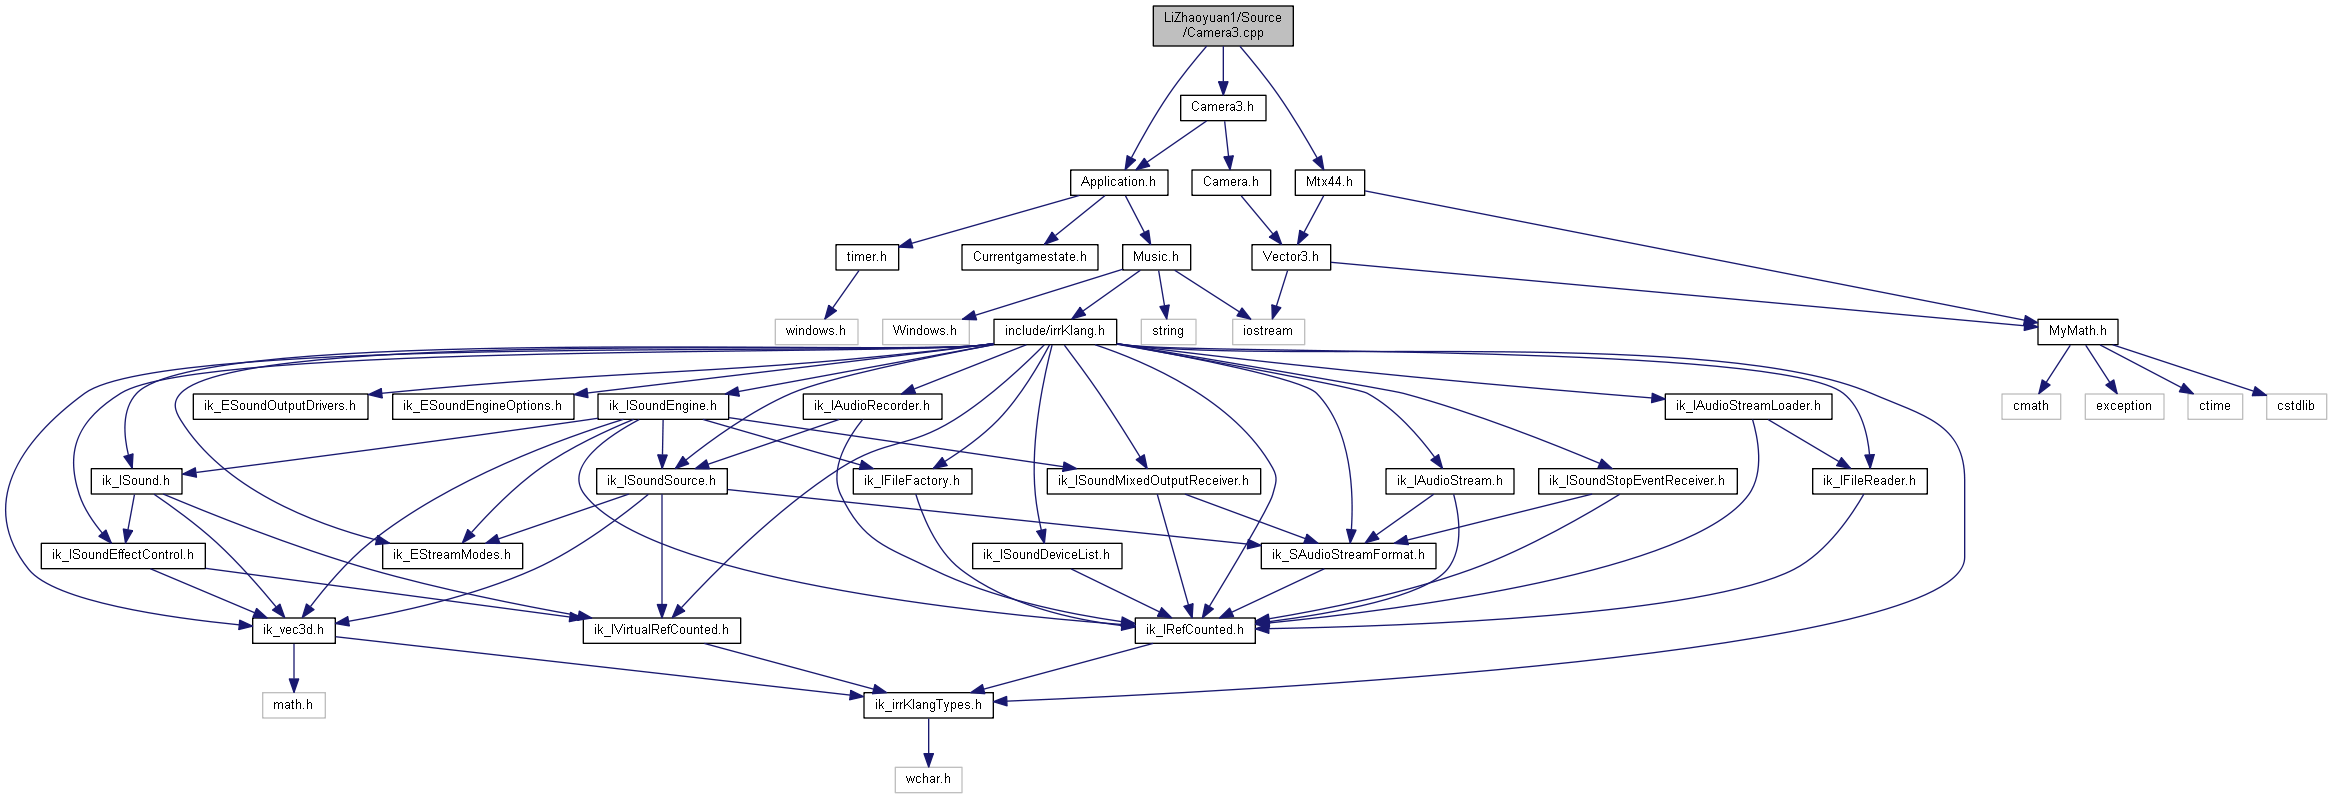 LiZhaoyuan1/Source
/Camera3.cpp
Camera3.h
Application.h
Camera.h
Mtx44.h
timer.h
Currentgamestate.h
Music.h
Vector3.h
windows.h
Windows.h
include/irrKlang.h
string
iostream
MyMath.h
ik_ESoundOutputDrivers.h
ik_ESoundEngineOptions.h
ik_ISoundEngine.h
ik_IAudioRecorder.h
ik_IAudioStreamLoader.h
cmath
exception
ctime
cstdlib
ik_ISound.h
ik_ISoundSource.h
ik_IFileFactory.h
ik_ISoundMixedOutputReceiver.h
ik_IAudioStream.h
ik_ISoundStopEventReceiver.h
ik_IFileReader.h
ik_ISoundEffectControl.h
ik_EStreamModes.h
ik_ISoundDeviceList.h
ik_SAudioStreamFormat.h
ik_vec3d.h
ik_IVirtualRefCounted.h
ik_IRefCounted.h
math.h
ik_irrKlangTypes.h
wchar.h